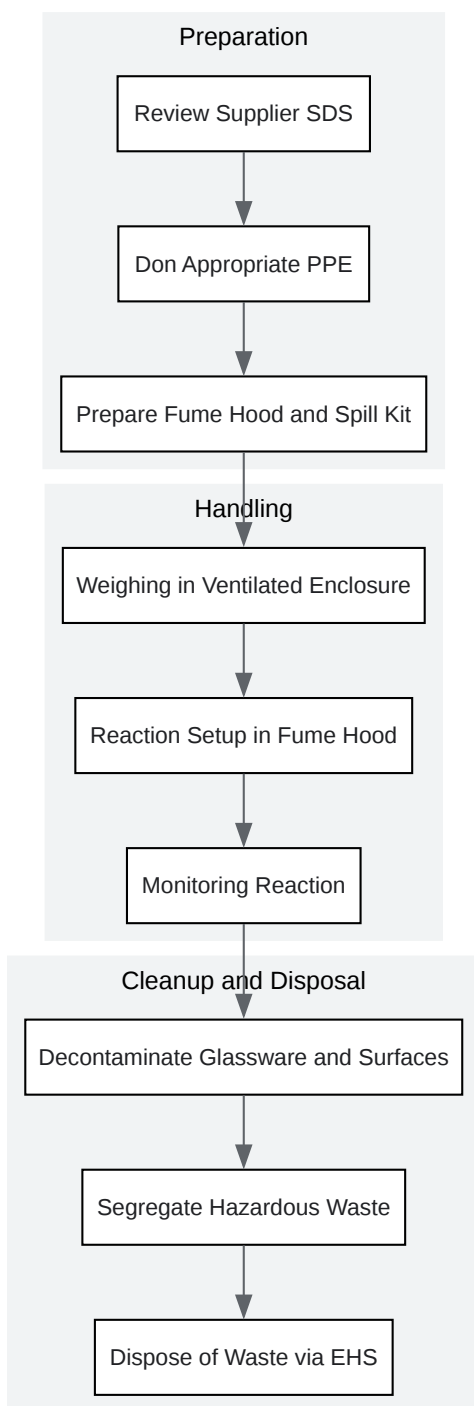 Preparation
Review Supplier SDS
Don Appropriate PPE
Prepare Fume Hood and Spill Kit
Handling
Weighing in Ventilated Enclosure
Reaction Setup in Fume Hood
Monitoring Reaction
Cleanup and Disposal
Decontaminate Glassware and Surfaces
Segregate Hazardous Waste
Dispose of Waste via EHS